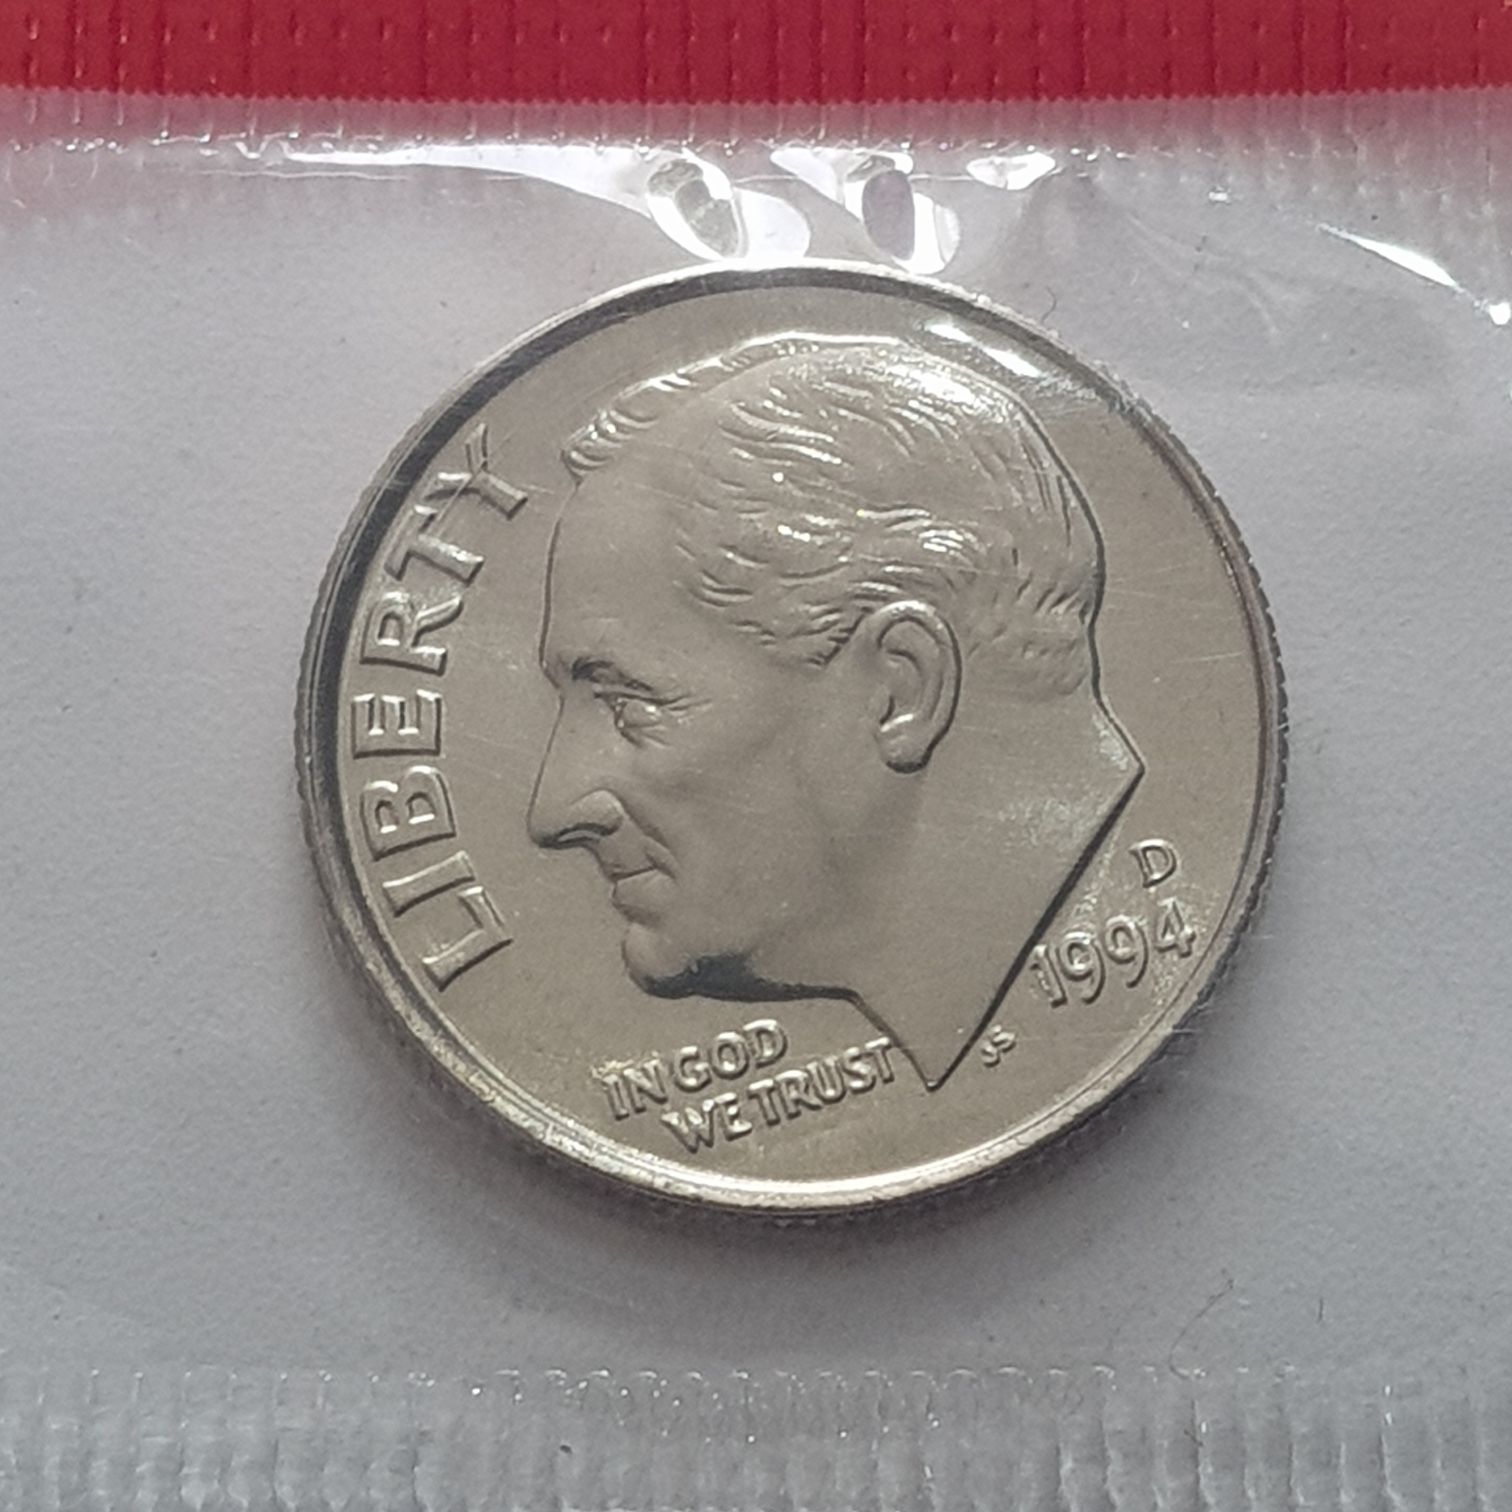 LIBERTY
D
1994
JS
IN GOD
WE TRUST